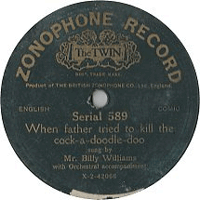 ZONOPHONE RECORD
"The TWIN"
Product of THE BRITISH ZONOPHONE CO., Ltd., England.
ENGLISH
COMIC
Serial 589
When father tried to kill the
cock-a-doodle-doo
sung by
Mr. Billy Williams
with Orchestral accompaniment